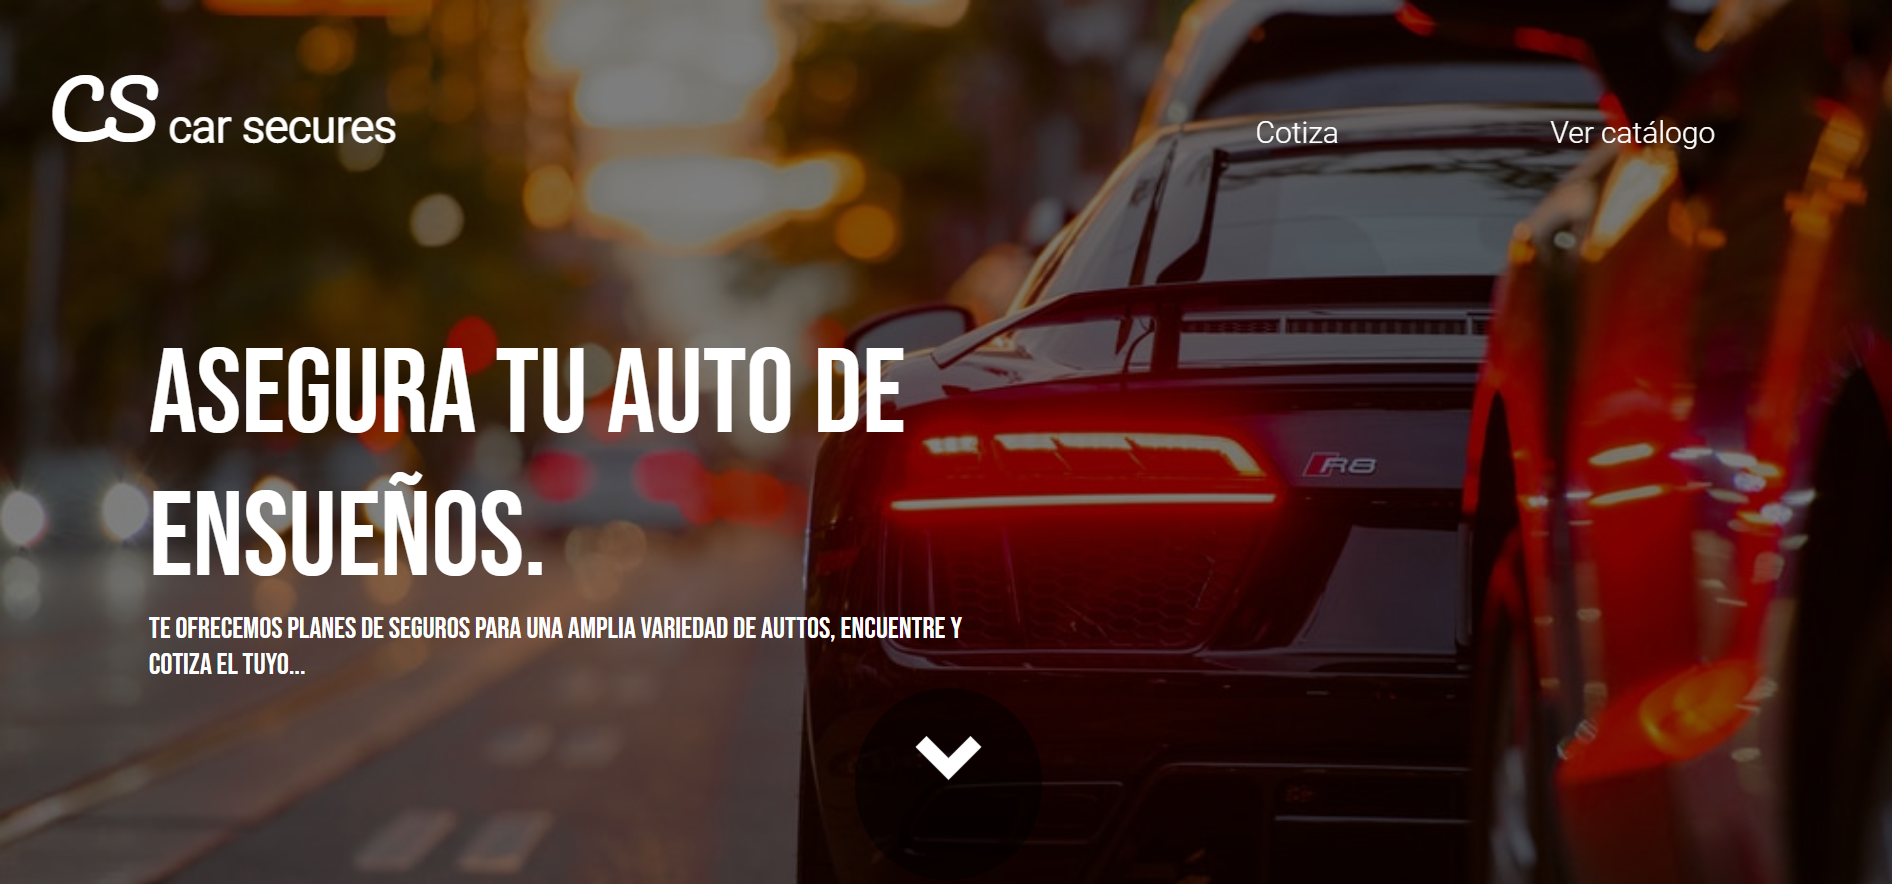 CS car secures
Cotiza
Ver catálogo
ASEGURA TU AUTO DE
ENSUEÑOS.
R8
TE OFRECEMOS PLANES DE SEGUROS PARA UNA AMPLIA VARIEDAD DE AUTTOS, ENCUENTRE Y
COTIZA EL TUYO...